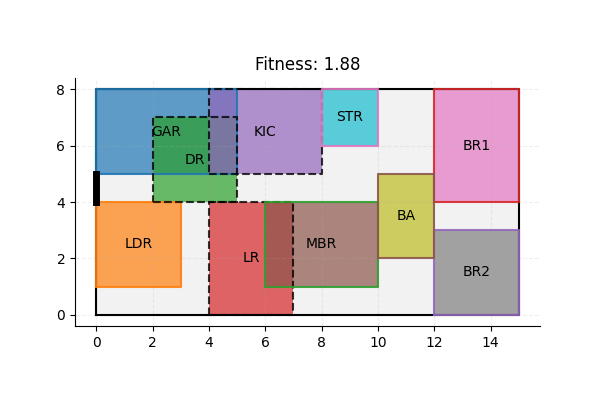 Fitness: 1.88
8
6
4
2
0
GAR
KIC
STR
DR
BR1
BA
LDR
LR
MBR
BR2
0 2 4 6 8 10 12 14